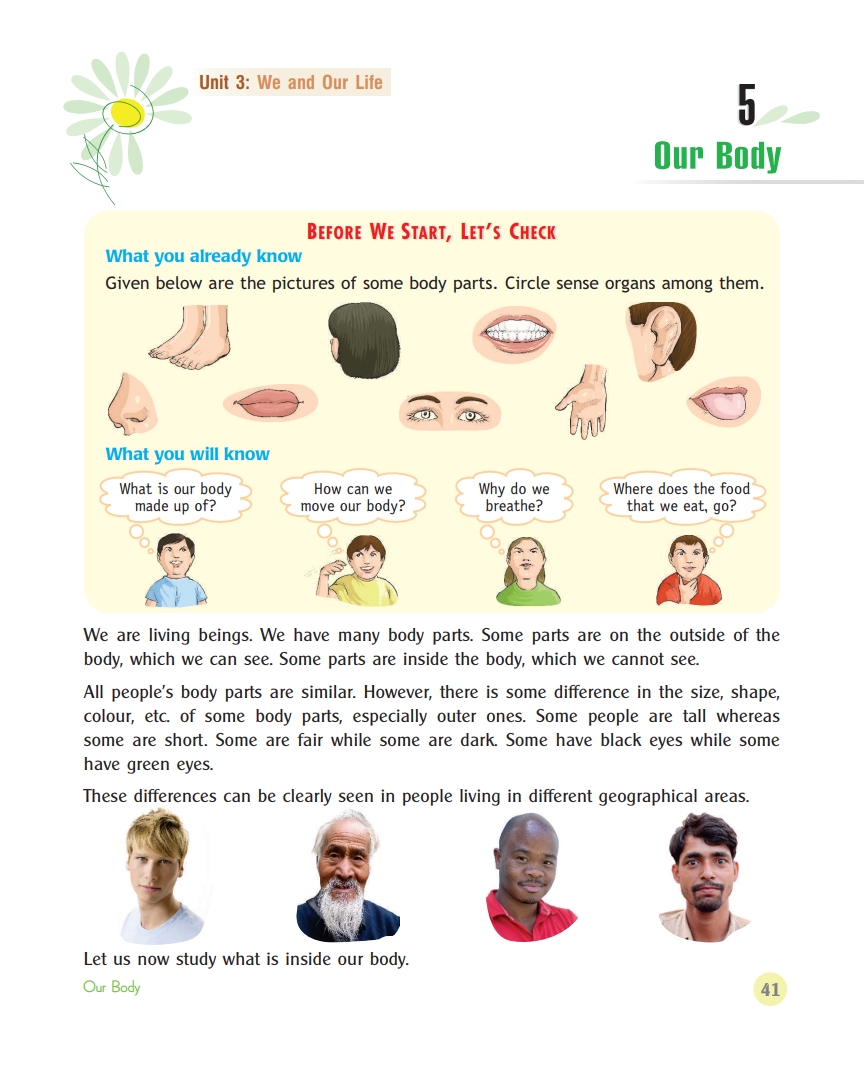 Unit 3: We and Our Life
5
Our Body
BEFORE WE START, LET'S CHECK
What you already know
Given below are the pictures of some body parts. Circle sense organs among them.
What you will know
What is our body
made up of?
How can we
move our body?
Why do we
breathe?
Where does the food
that we eat, go?
We are living beings. We have many body parts. Some parts are on the outside of the
body, which we can see. Some parts are inside the body, which we cannot see.
All people's body parts are similar. However, there is some difference in the size, shape,
colour, etc. of some body parts, especially outer ones. Some people are tall whereas
some are short. Some are fair while some are dark. Some have black eyes while some
have green eyes.
These differences can be clearly seen in people living in different geographical areas.
Let us now study what is inside our body.
Our Body
41